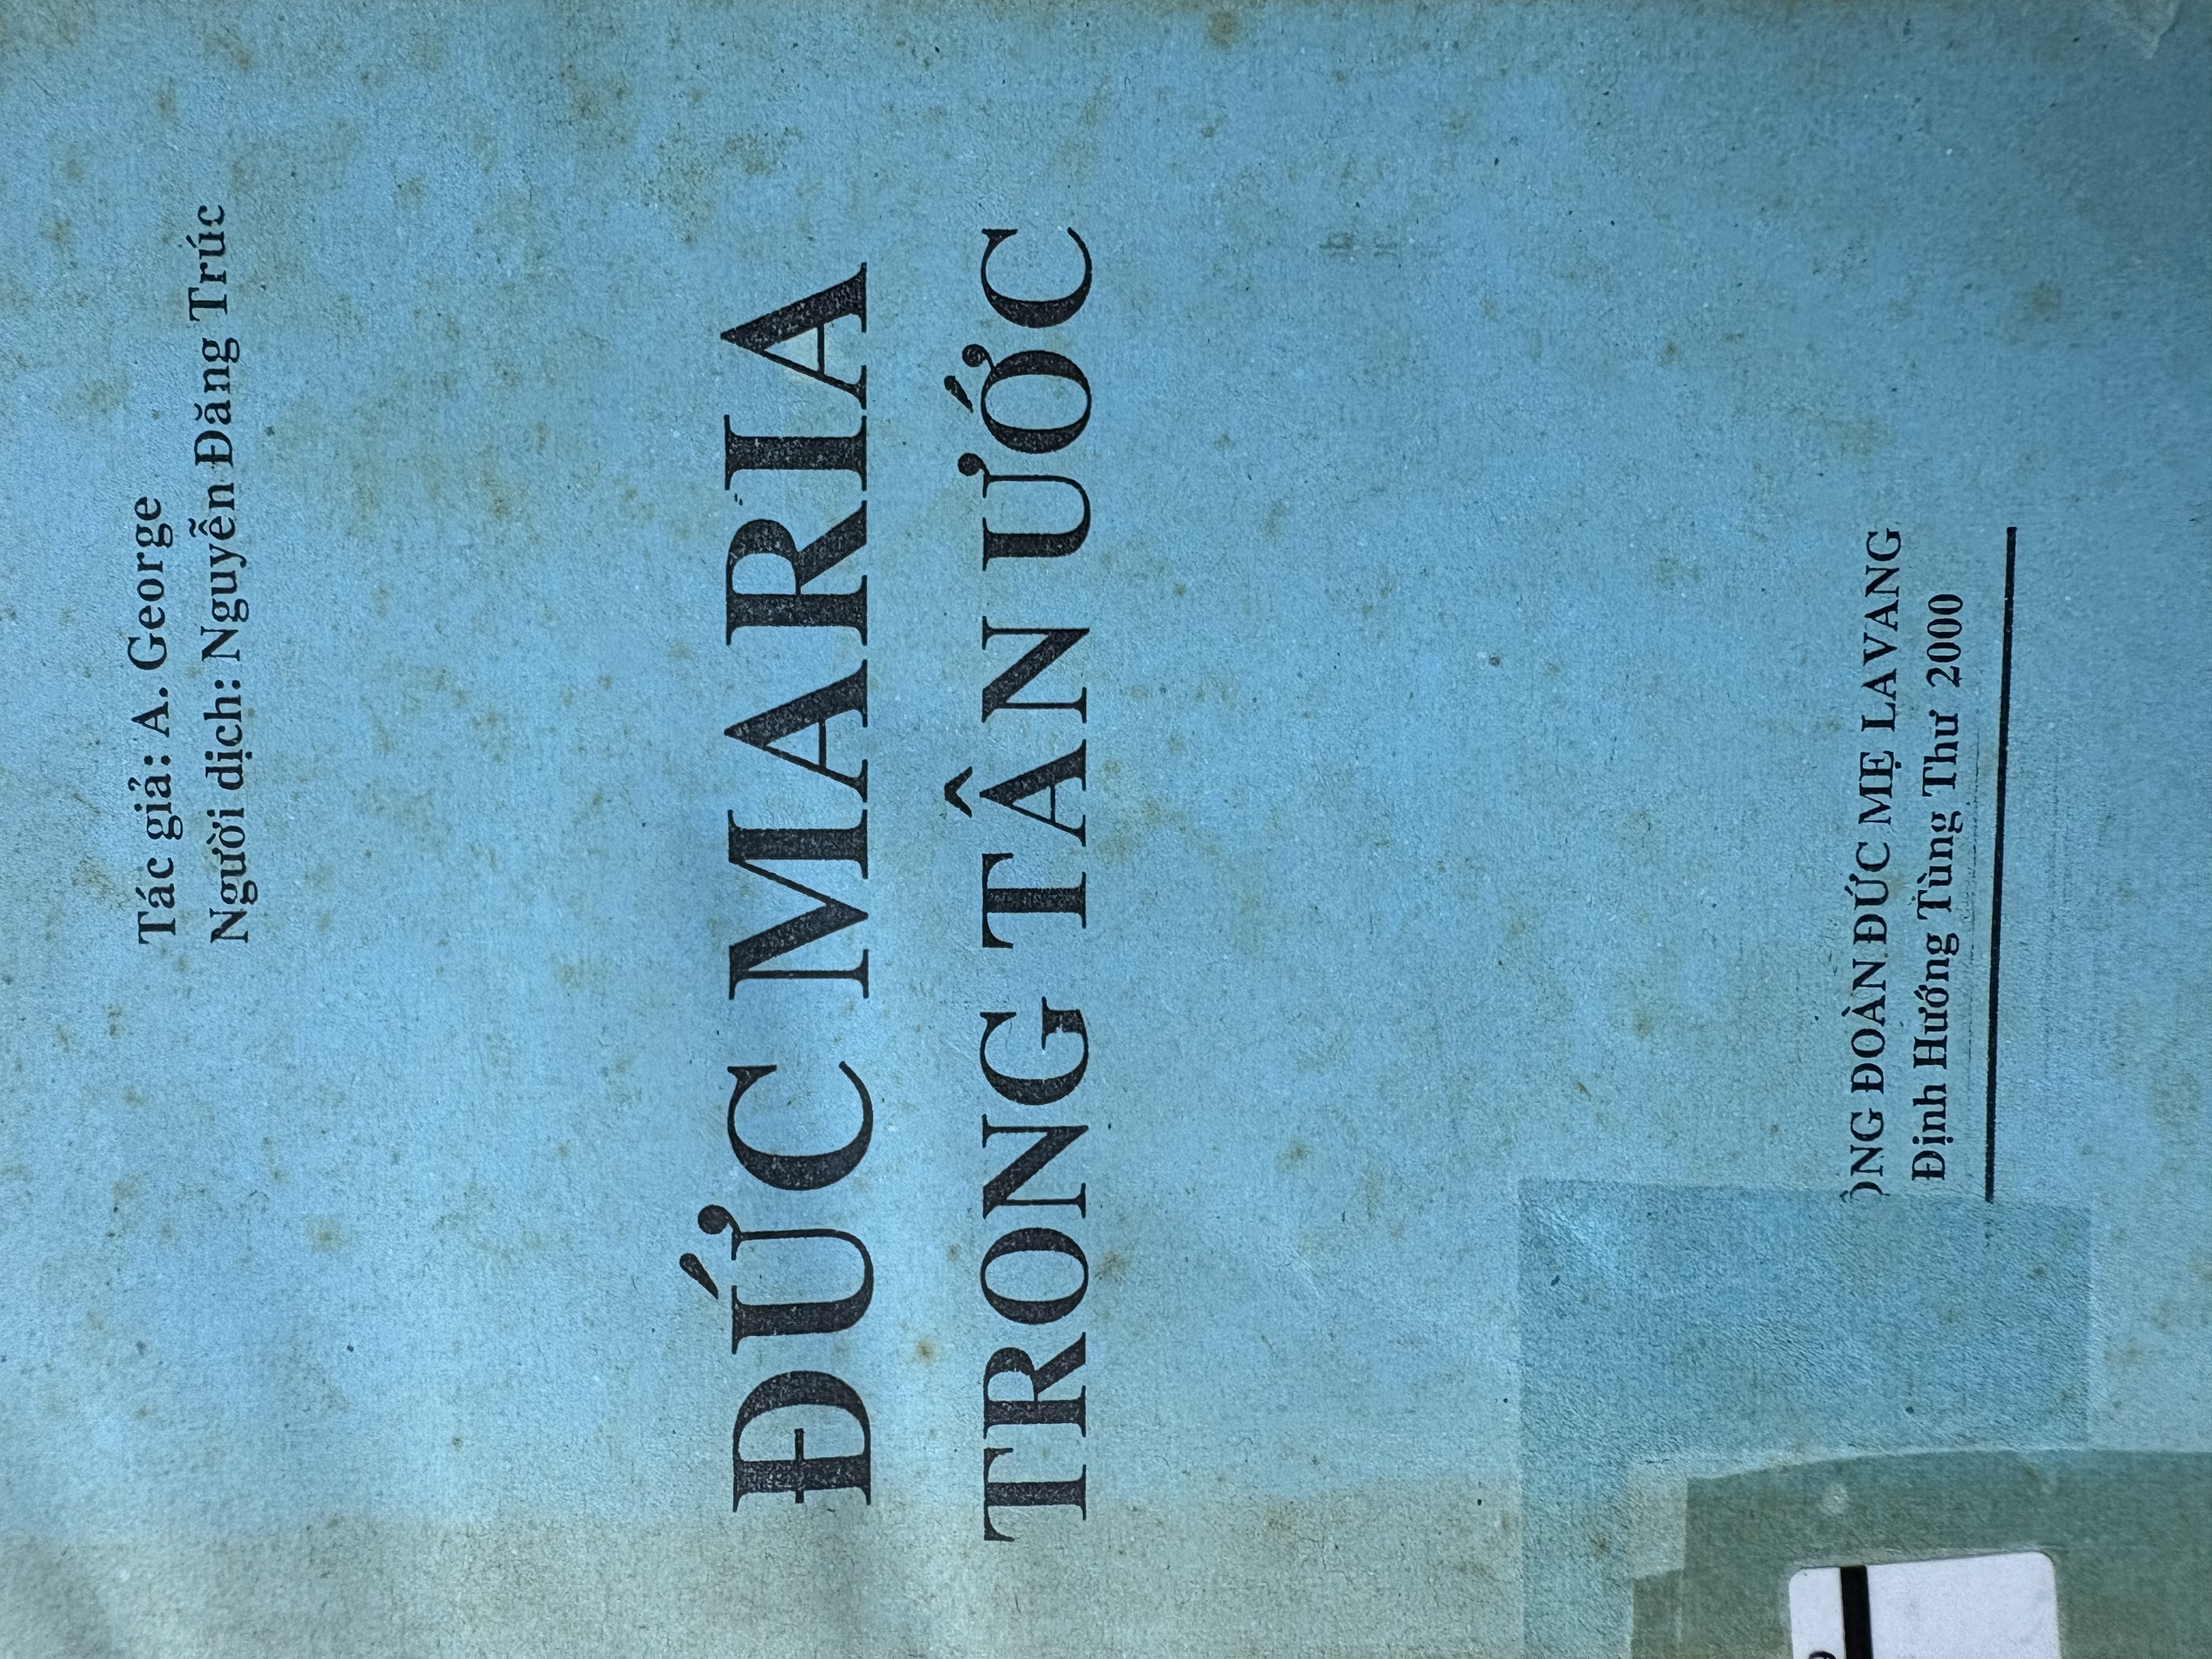 Tác giả: A. George
Người dịch: Nguyễn Đăng Trúc
ĐỨC MARIA
TRONG TÂN ƯỚC
ĐOÀN ĐỨC MẸ LAVANG
Định Hướng Tùng Thư 2000